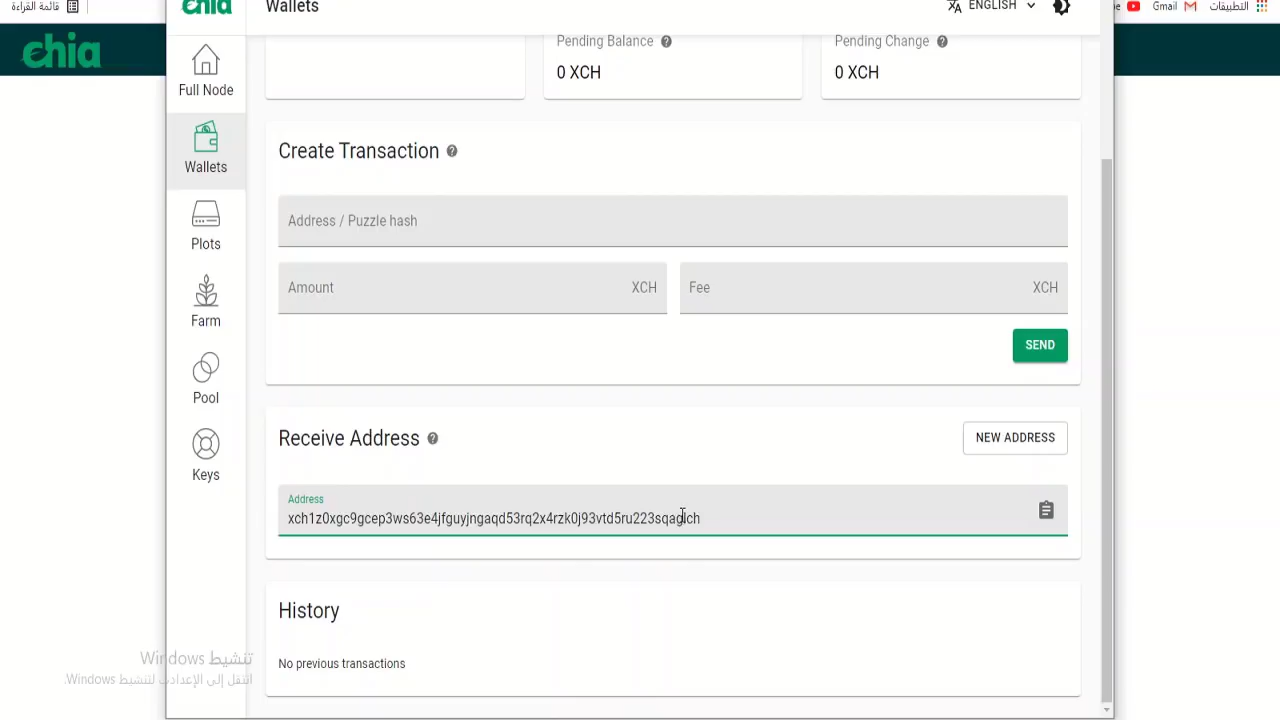 قائمة القراءة
Gmail
التطبيقات
chia
chia
Wallets
ENGLISH
Full Node
Wallets
Plots
Farm
Pool
Keys
Pending Balance
0 XCH
Pending Change
0 XCH
Create Transaction
Address / Puzzle hash
Amount XCH
Fee XCH
SEND
Receive Address
NEW ADDRESS
Address
History
No previous transactions
تنشيط Windows
انتقل إلى الإعدادات لتنشيط Windows.